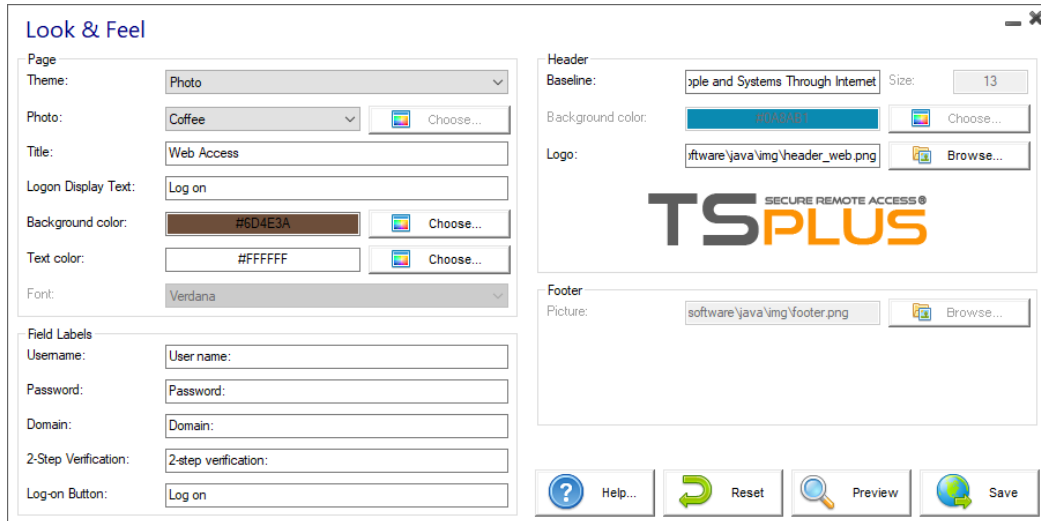 Look & Feel
Page
Theme:
Photo
Photo:
Coffee
Choose...
Title:
Web Access
Logon Display Text:
Log on
Background color:
#6D4E3A
Choose...
Text color:
#FFFFFF
Choose...
Font:
Verdana
Field Labels
Username:
User name:
Password:
Password:
Domain:
Domain:
2-Step Verification:
2-step verification:
Log-on Button:
Log on
Header
Baseline:
ople and Systems Through Internet
Size:
13
Background color:
#0A8AB1
Choose...
Logo:
oftware\java\img\header_web.png
Browse...
TSPLUS
SECURE REMOTE ACCESS®
Footer
Picture:
software\java\img\footer.png
Browse...
Help...
Reset
Preview
Save